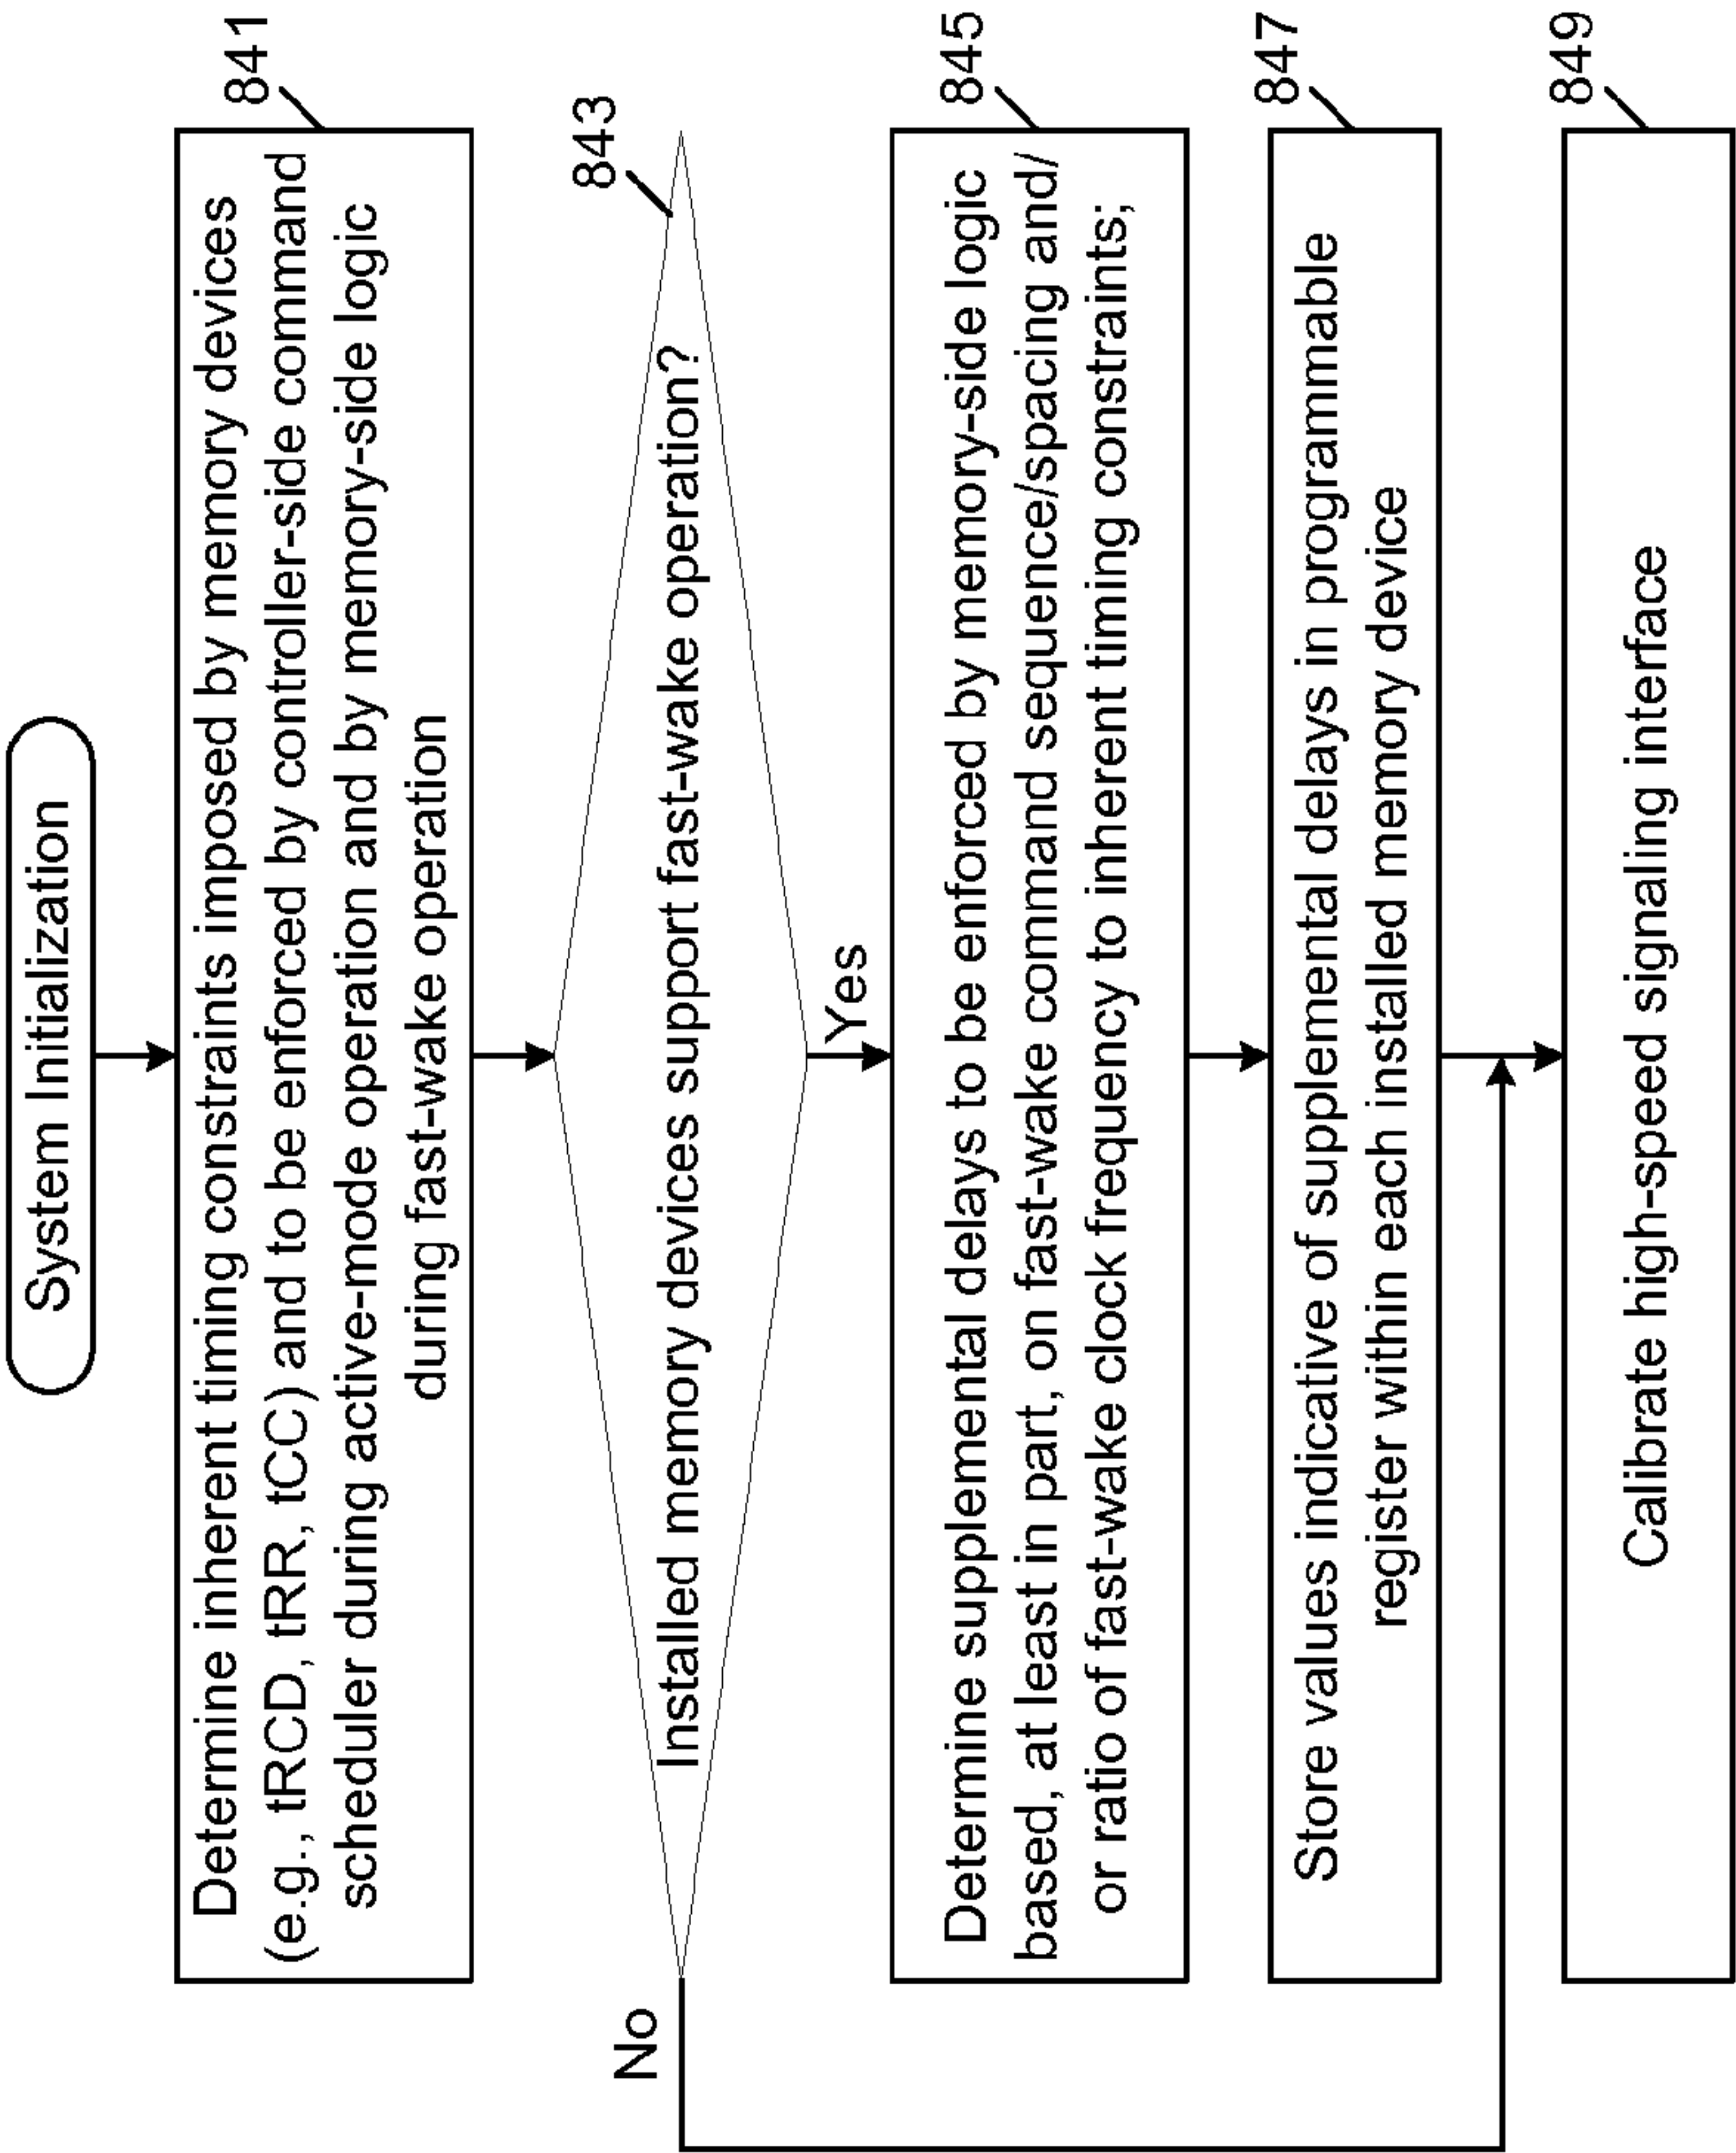 System Initialization
841
Determine inherent timing constraints imposed by memory devices
(e.g., tRCD, tRR, tCC) and to be enforced by controller-side command
scheduler during active-mode operation and by memory-side logic
during fast-wake operation
843
Installed memory devices support fast-wake operation?
No
Yes
845
Determine supplemental delays to be enforced by memory-side logic
based, at least in part, on fast-wake command sequence/spacing and/
or ratio of fast-wake clock frequency to inherent timing constraints;
847
Store values indicative of supplemental delays in programmable
register within each installed memory device
849
Calibrate high-speed signaling interface